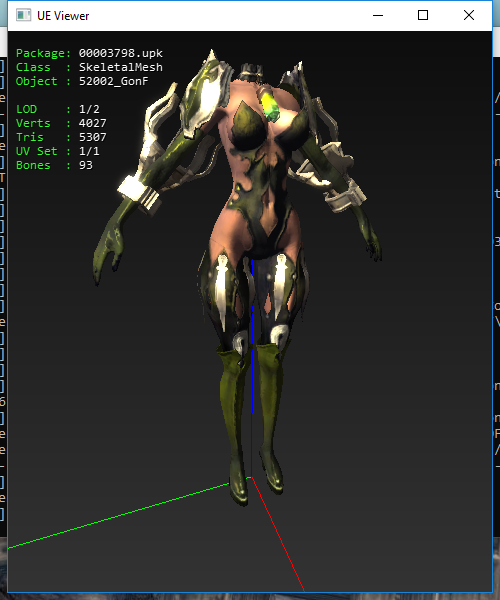 UE Viewer
Package: 00003798.upk
Class  : SkeletalMesh
Object : 52002_GonF
LOD    : 1/2
Verts  : 4027
Tris   : 5307
UV Set : 1/1
Bones  : 93